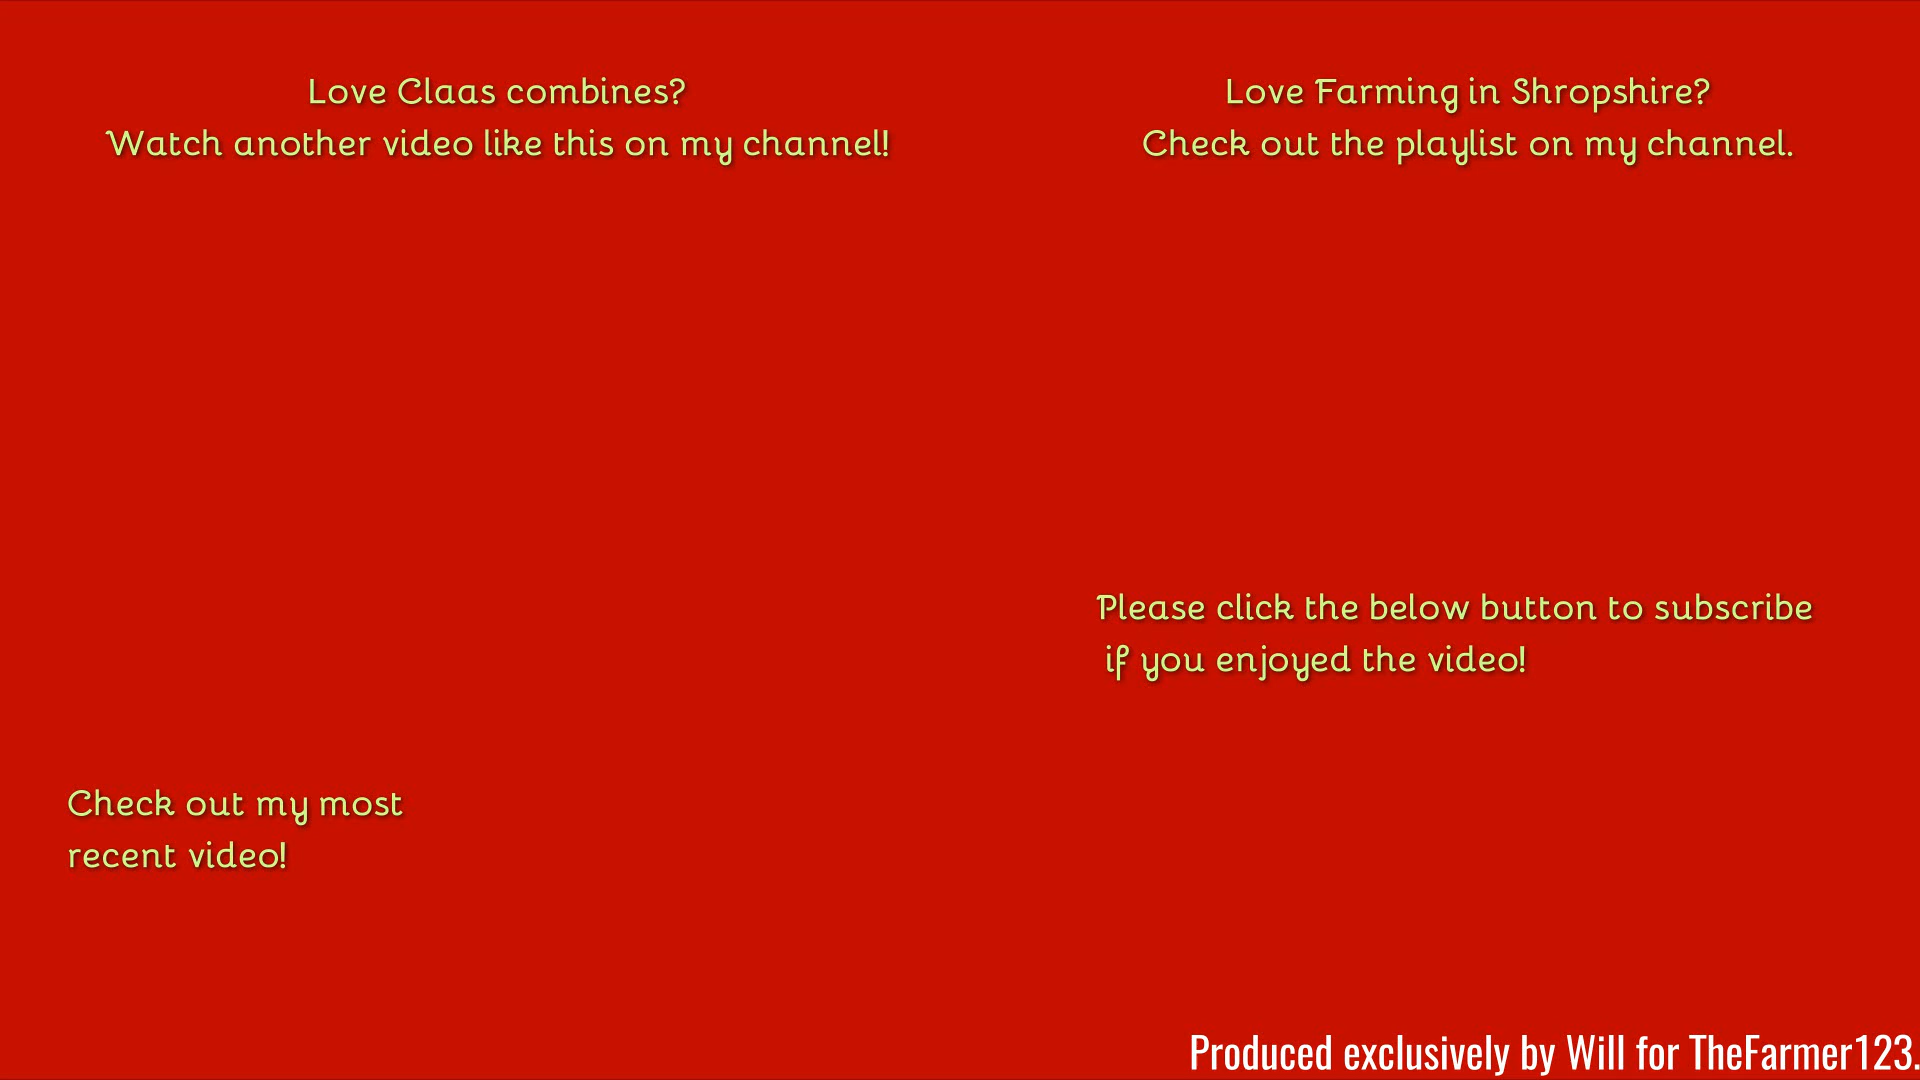 Love Claas combines?
Watch another video like this on my channel!
Love Farming in Shropshire?
Check out the playlist on my channel.
Please click the below button to subscribe
if you enjoyed the video!
Check out my most
recent video!
Produced exclusively by Will for TheFarmer123.